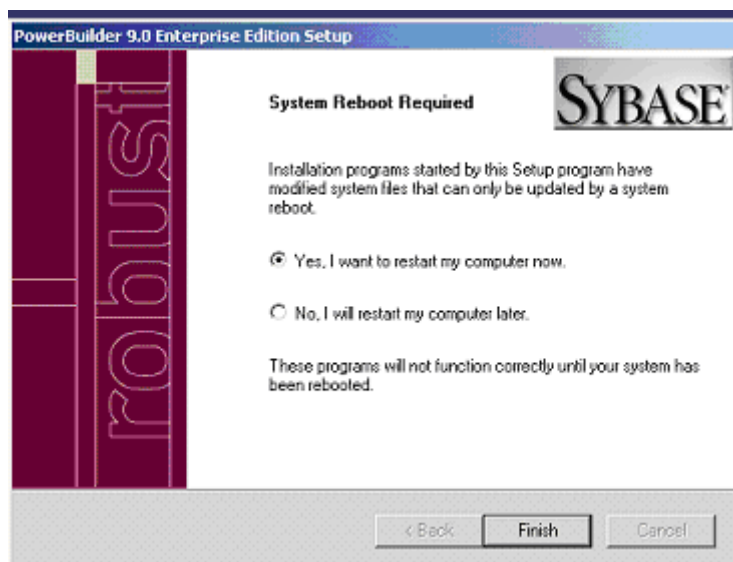 PowerBuilder 9.0 Enterprise Edition Setup
SYBASE
System Reboot Required
Installation programs started by this Setup program have
modified system files that can only be updated by a system
reboot.
Yes, I want to restart my computer now.
No, I will restart my computer later.
These programs will not function correctly until your system has
been rebooted.
robust
< Back
Finish
Cancel